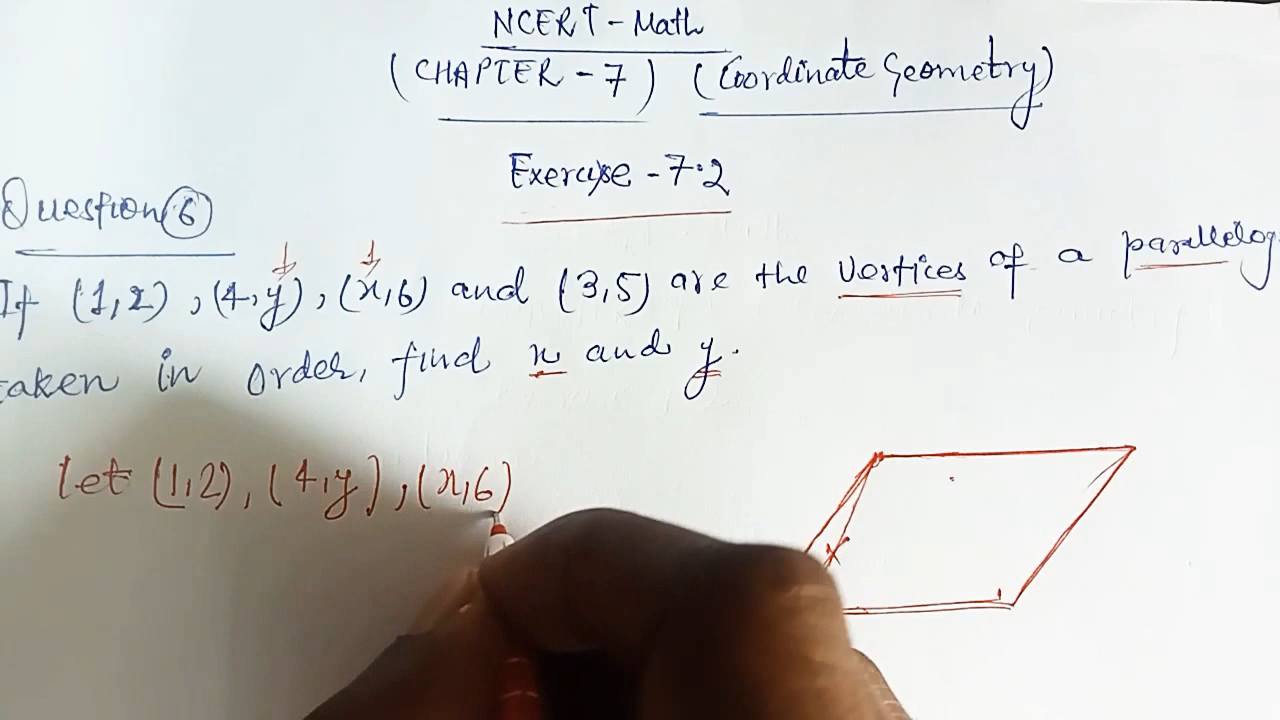 NCERT - Math
(CHAPTER - 7) (Coordinate Geometry)
Exercise - 7.2
Question 6
If (1,2), (4,y), (x,6) and (3,5) are the vertices of a parallelog
taken in order, find x and y.
let (1,2), (4,y), (x,6)